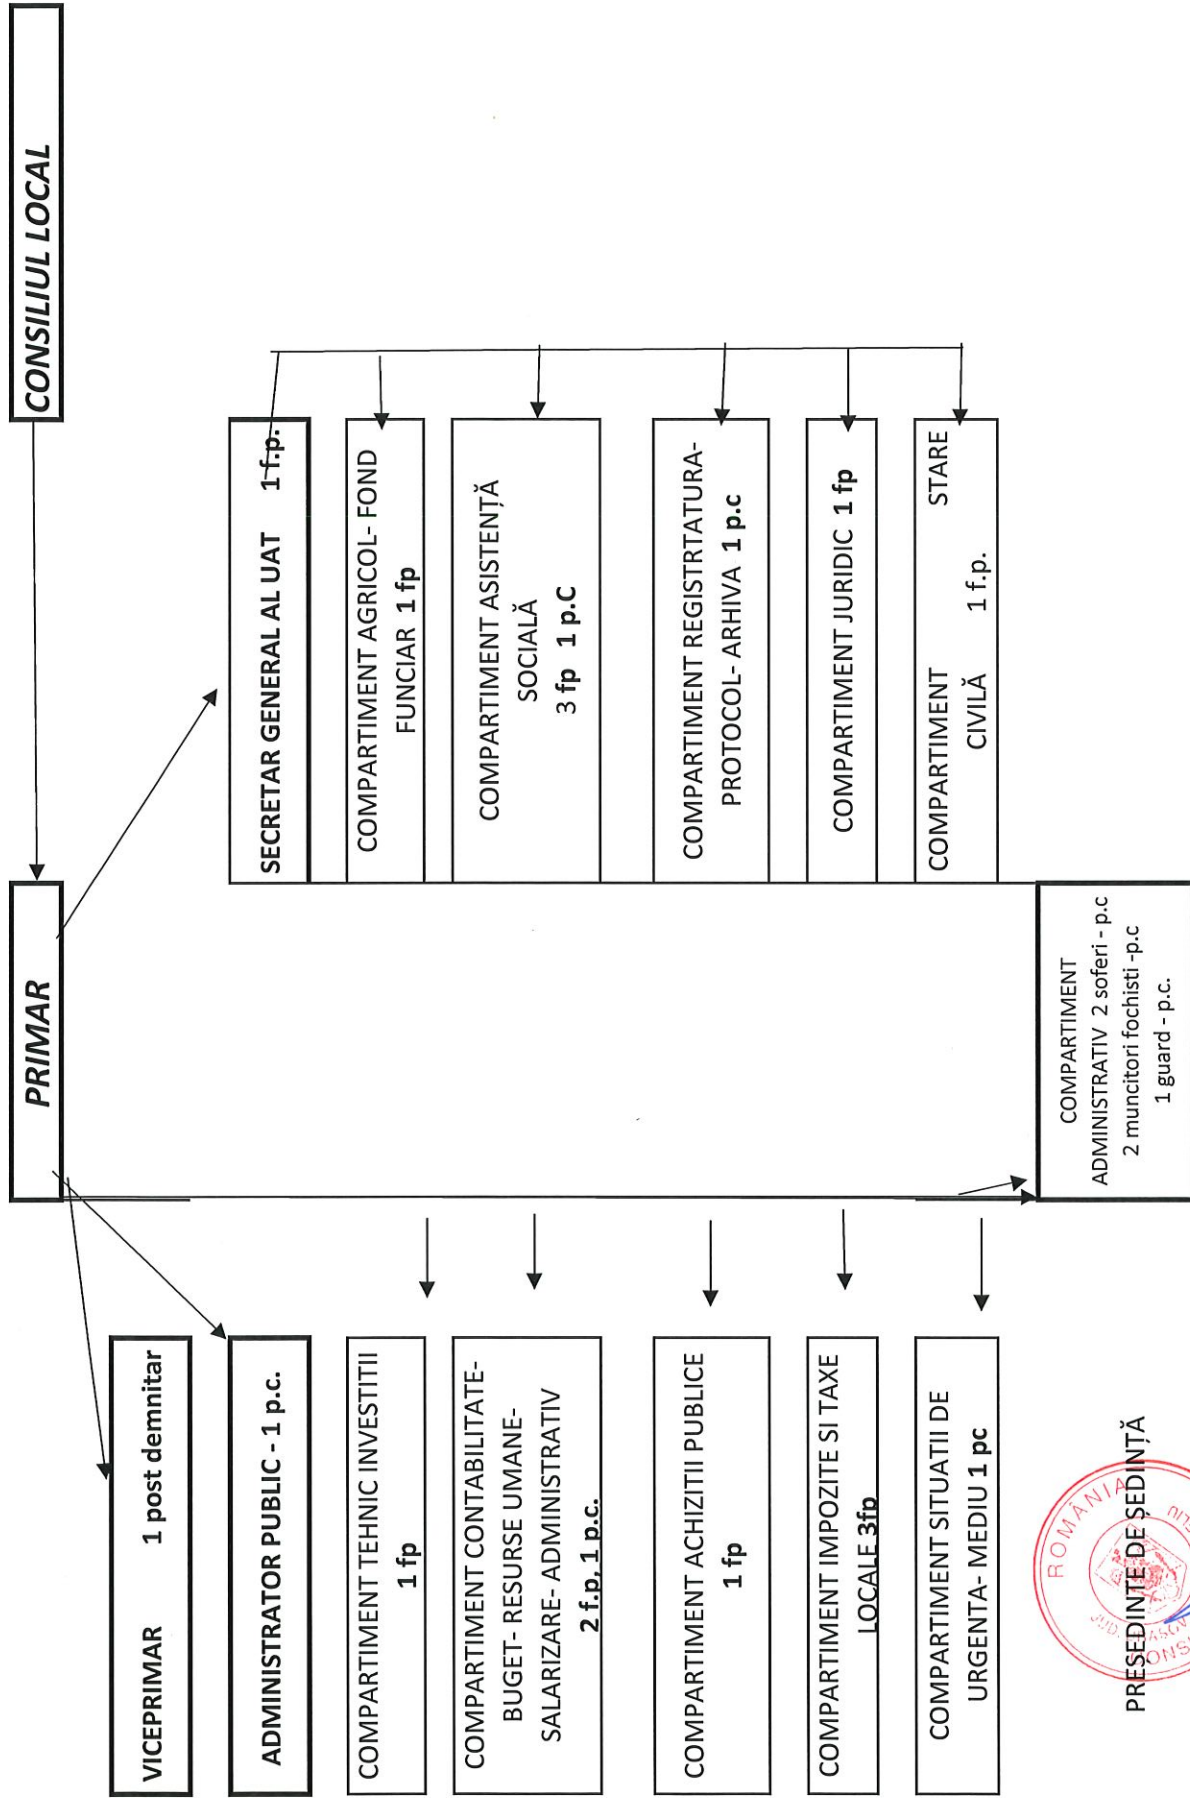 CONSILIUL LOCAL
PRIMAR
VICEPRIMAR 1 post demnitar
ADMINISTRATOR PUBLIC - 1 p.c.
COMPARTIMENT TEHNIC INVESTITII
1 fp
COMPARTIMENT CONTABILITATE-
BUGET- RESURSE UMANE-
SALARIZARE- ADMINISTRATIV
2 f.p, 1 p.c.
COMPARTIMENT ACHIZITII PUBLICE
1 fp
COMPARTIMENT IMPOZITE SI TAXE
LOCALE 3fp
COMPARTIMENT SITUATII DE
URGENTA- MEDIU 1 pc
SECRETAR GENERAL AL UAT 1 f.p.
COMPARTIMENT AGRICOL- FOND
FUNCIAR 1 fp
COMPARTIMENT ASISTENȚĂ
SOCIALĂ
3 fp 1 p.C
COMPARTIMENT REGISTRTATURA-
PROTOCOL- ARHIVA 1 p.c
COMPARTIMENT JURIDIC 1 fp
COMPARTIMENT STARE
CIVILĂ 1 f.p.
COMPARTIMENT
ADMINISTRATIV 2 soferi - p.c
2 muncitori fochisti -p.c
1 guard - p.c.
PREȘEDINTE DE ȘEDINȚĂ
ROMÂNIA